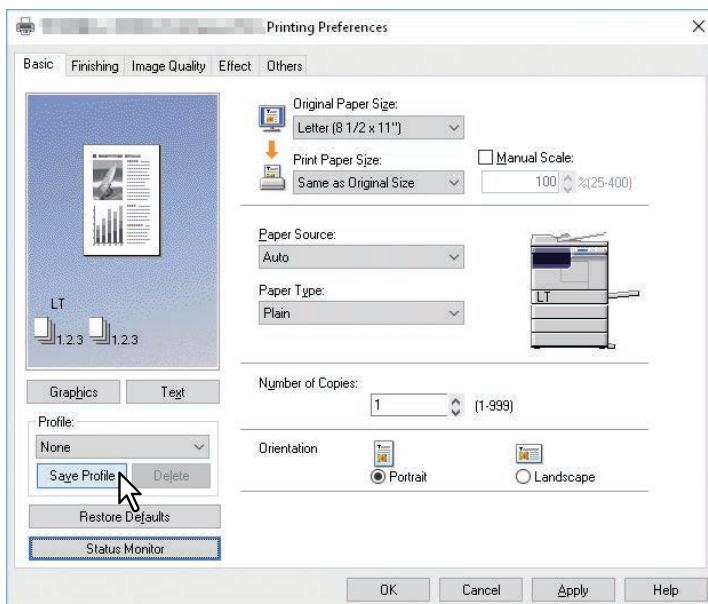 Printing Preferences
Basic Finishing Image Quality Effect Others
Original Paper Size:
Letter (8 1/2 x 11")
Print Paper Size:
Same as Original Size
Manual Scale:
100 %(25-400)
Paper Source:
Auto
Paper Type:
Plain
LT
LT
1.2.3 1.2.3
Graphics Text
Number of Copies:
1 (1-999)
Profile:
None
Save Profile Delete
Orientation
Portrait Landscape
Restore Defaults
Status Monitor
OK Cancel Apply Help